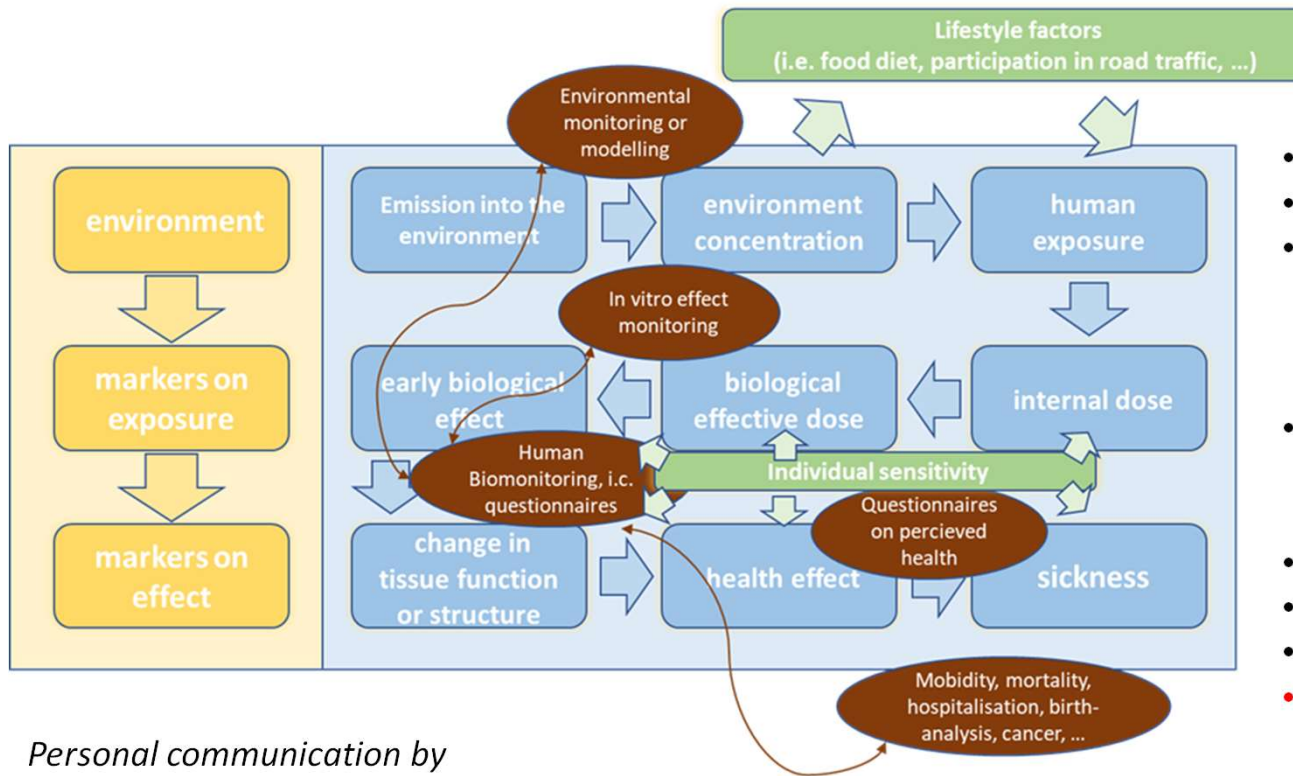 Lifestyle factors
(i.e. food diet, participation in road traffic, ...)
Environmental
monitoring or
modelling
environment
Emission into the
environment
environment
concentration
human
exposure
In vitro effect
monitoring
markers on
exposure
early biological
effect
biological
effective dose
internal dose
Human
Biomonitoring, i.c.
questionnaires
Individual sensitivity
Questionnaires
on percieved
health
markers on
effect
change in
tissue function
or structure
health effect
sickness
Mobidity, mortality,
hospitalisation, birth-
analysis, cancer, ...
Personal communication by